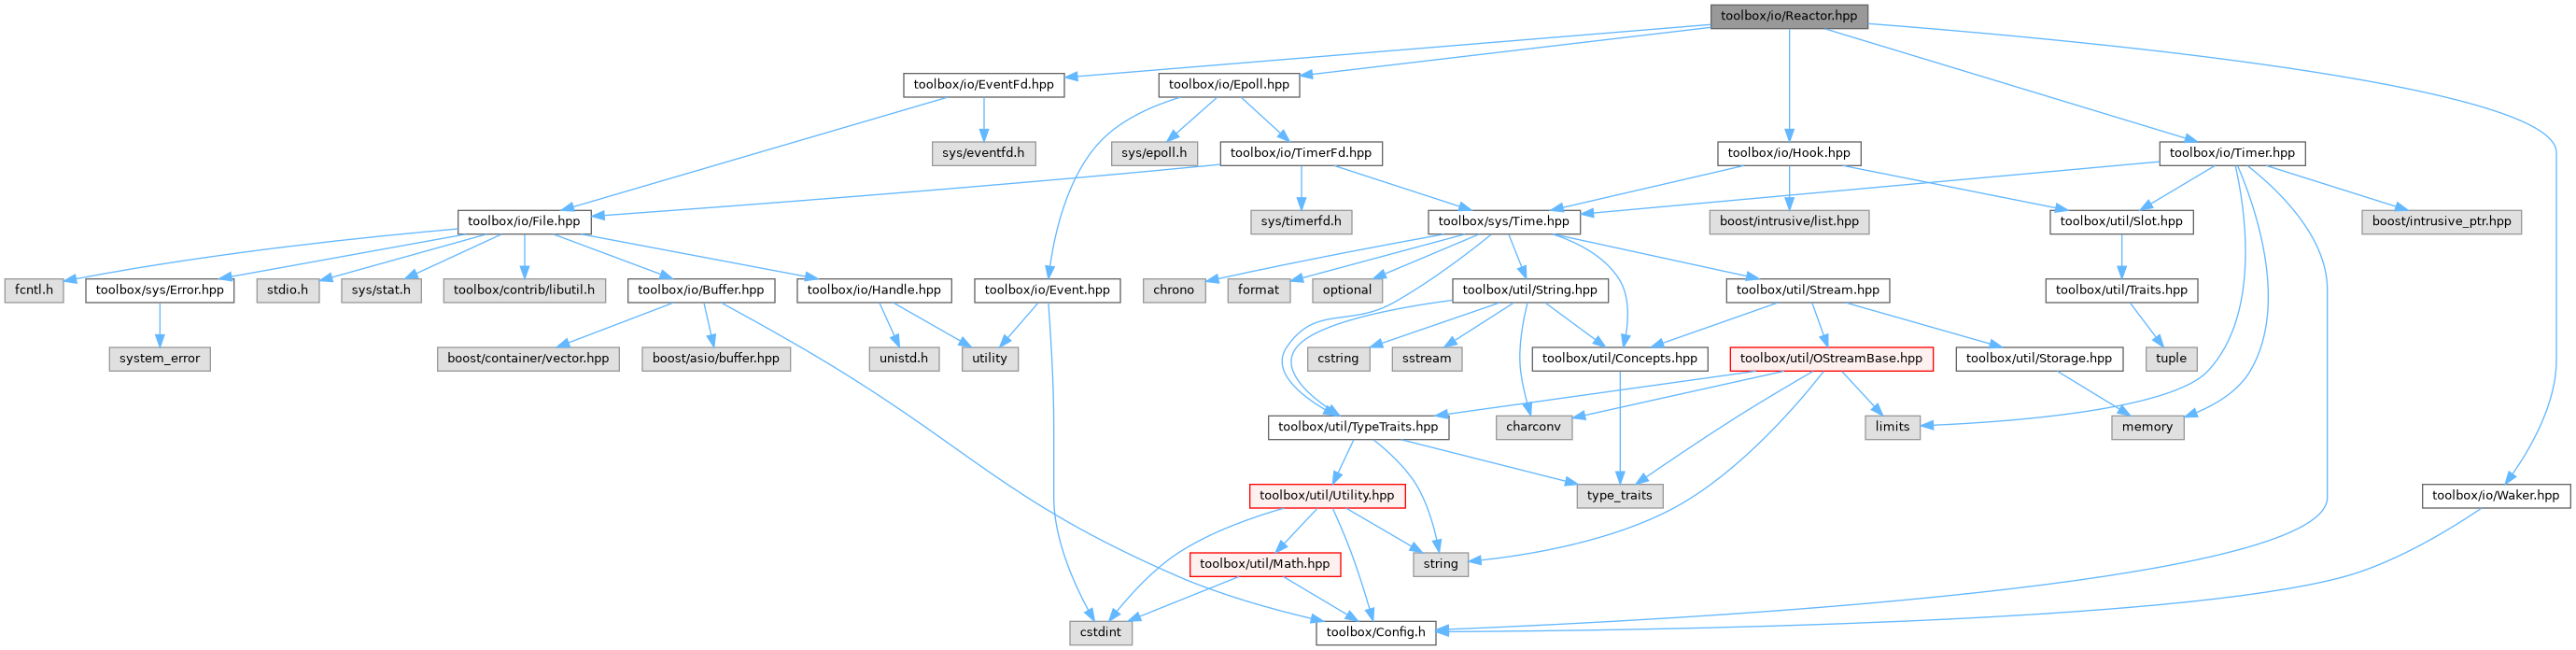 toolbox/io/Reactor.hpp
toolbox/io/EventFd.hpp
toolbox/io/Epoll.hpp
sys/eventfd.h
sys/epoll.h
toolbox/io/TimerFd.hpp
toolbox/io/Hook.hpp
toolbox/io/Timer.hpp
toolbox/io/File.hpp
sys/timerfd.h
toolbox/sys/Time.hpp
boost/intrusive/list.hpp
toolbox/util/Slot.hpp
boost/intrusive_ptr.hpp
fcntl.h
toolbox/sys/Error.hpp
stdio.h
sys/stat.h
toolbox/contrib/libutil.h
toolbox/io/Buffer.hpp
toolbox/io/Handle.hpp
toolbox/io/Event.hpp
chrono
format
optional
toolbox/util/String.hpp
toolbox/util/Stream.hpp
toolbox/util/Traits.hpp
system_error
boost/container/vector.hpp
boost/asio/buffer.hpp
unistd.h
utility
cstring
sstream
toolbox/util/Concepts.hpp
toolbox/util/OStreamBase.hpp
toolbox/util/Storage.hpp
tuple
toolbox/util/TypeTraits.hpp
charconv
limits
memory
toolbox/util/Utility.hpp
type_traits
toolbox/io/Waker.hpp
toolbox/util/Math.hpp
string
cstdint
toolbox/Config.h